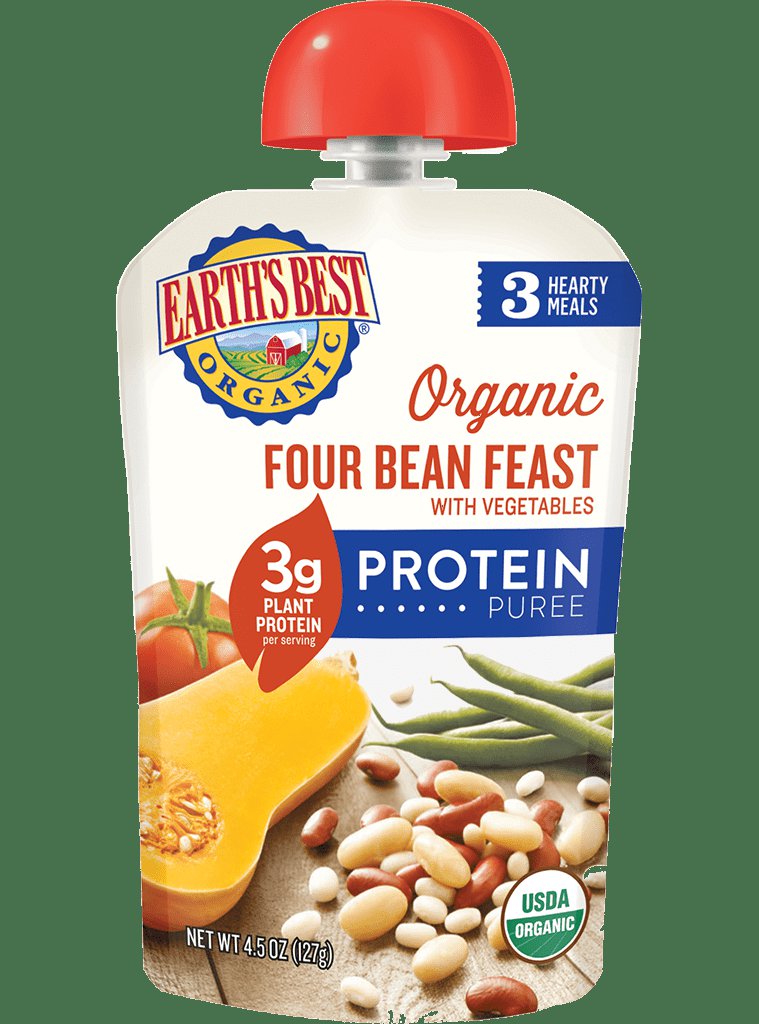 EARTH'S BEST
ORGANIC
®
3 HEARTY
MEALS
Organic
FOUR BEAN FEAST
WITH VEGETABLES
3g
PLANT
PROTEIN
per serving
PROTEIN
PUREE
USDA
ORGANIC
NET WT 4.5 OZ (127g)